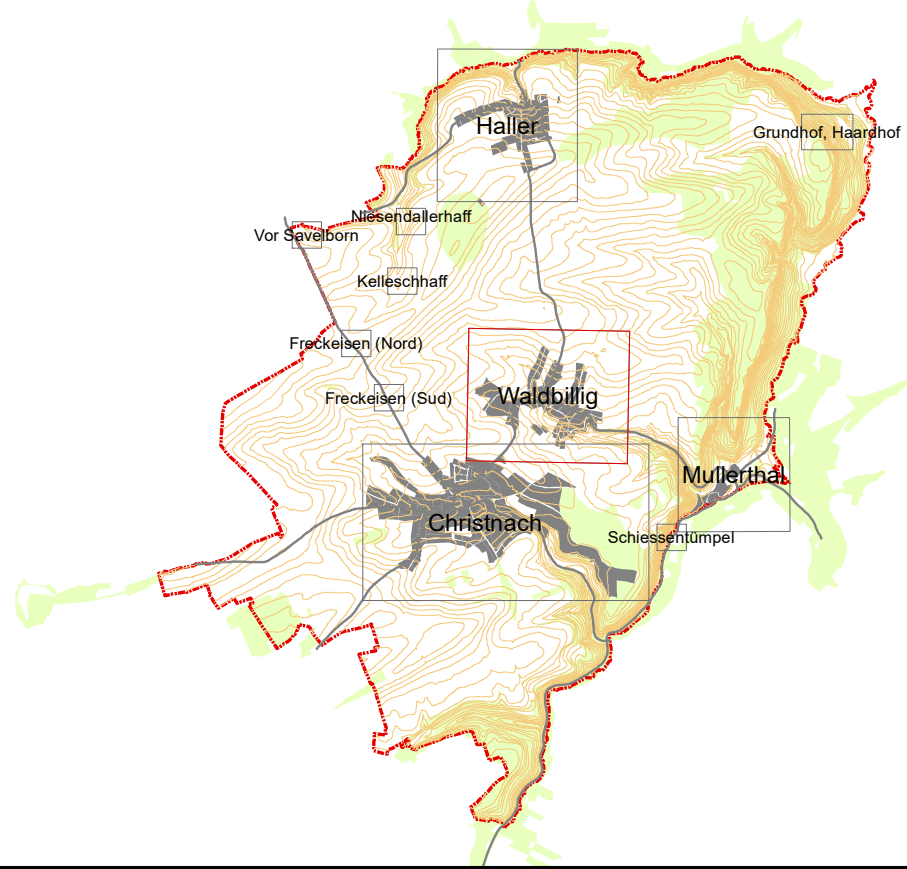 Haller
Grundhof, Haardhof
Niesendallerhaff
Vor Savelborn
Kelleschhaff
Freckeisen (Nord)
Freckeisen (Sud)
Waldbillig
Mullerthal
Christnach
Schiessentümpel